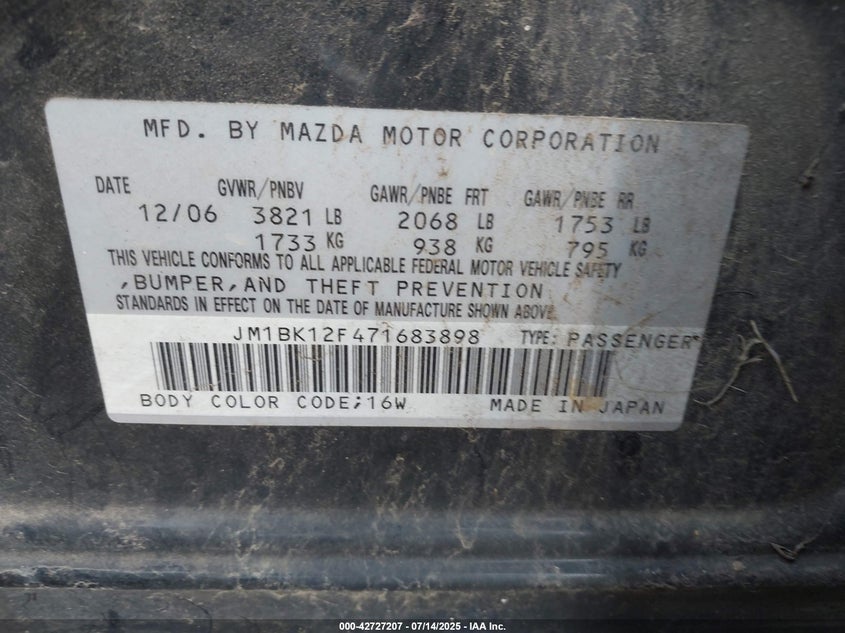 MFD. BY MAZDA MOTOR CORPORATION
DATE GVWR/PNBV GAWR/PNBE FRT GAWR/PNBE RR
12/06 3821 LB 2068 LB 1753 LB
1733 KG 938 KG 795 KG
THIS VEHICLE CONFORMS TO ALL APPLICABLE FEDERAL MOTOR VEHICLE SAFETY
,BUMPER,AND THEFT PREVENTION
STANDARDS IN EFFECT ON THE DATE OF MANUFACTURE SHOWN ABOVE.
JM1BK12F471683898 TYPE: PASSENGER
BODY COLOR CODE;16W MADE IN JAPAN
000-42727207 - 07/14/2025 - IAA Inc.